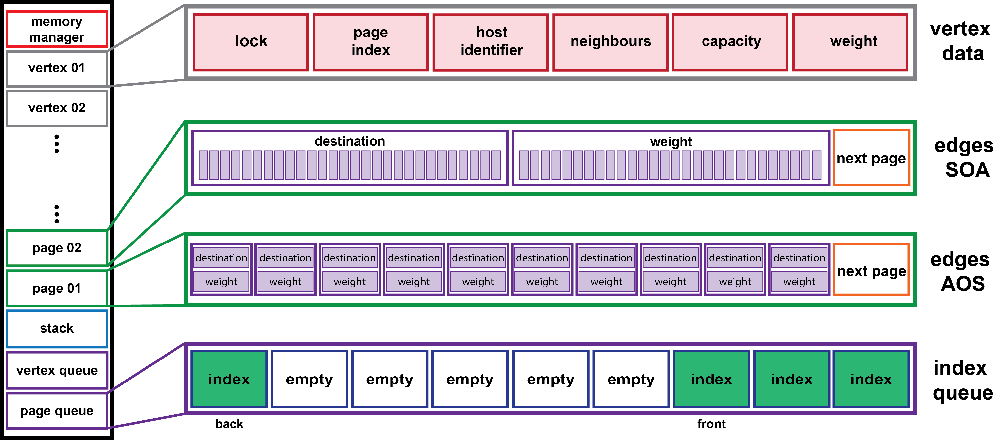 memory
manager
vertex 01
vertex 02
page 02
page 01
stack
vertex queue
page queue
lock
page
index
host
identifier
neighbours
capacity
weight
vertex
data
destination
weight
next page
edges
SOA
destination destination destination destination destination destination destination destination destination destination
weight weight weight weight weight weight weight weight weight weight
next page
edges
AOS
index empty empty empty empty empty index index index
back front
index
queue